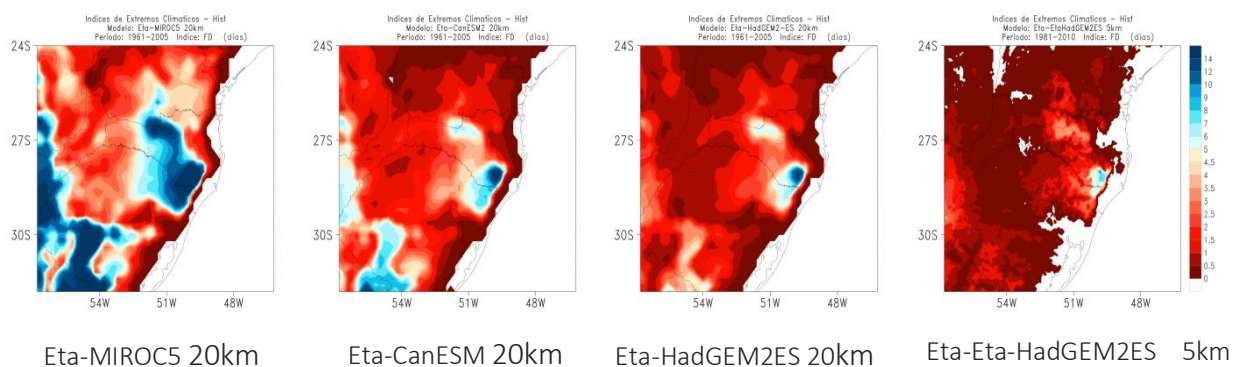 Indices de Extremos Climaticos – Hist
Modelo: Eta–MIROC5 20km
Periodo: 1961–2005 Indice: FD (dias)
24S
27S
30S
54W 51W 48W
Eta-MIROC5 20km
Indices de Extremos Climaticos – Hist
Modelo: Eta–CanESM2 20km
Periodo: 1961–2005 Indice: FD (dias)
24S
27S
30S
54W 51W 48W
Eta-CanESM 20km
Indices de Extremos Climaticos – Hist
Modelo: Eta–HadGEM2–ES 20km
Periodo: 1961–2005 Indice: FD (dias)
24S
27S
30S
54W 51W 48W
Eta-HadGEM2ES 20km
Indices de Extremos Climaticos – Hist
Modelo: Eta–EtaHadGEM2ES 5km
Periodo: 1981–2010 Indice: FD (dias)
24S
27S
30S
54W 51W 48W
14
12
10
9
8
7
6
5
4.5
4
3.5
3
2.5
2
1.5
1
0.5
0
Eta-Eta-HadGEM2ES 5km